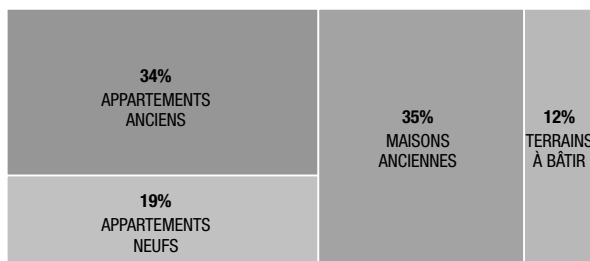 34%
APPARTEMENTS
ANCIENS
19%
APPARTEMENTS
NEUFS
35%
MAISONS
ANCIENNES
12%
TERRAINS
À BÂTIR